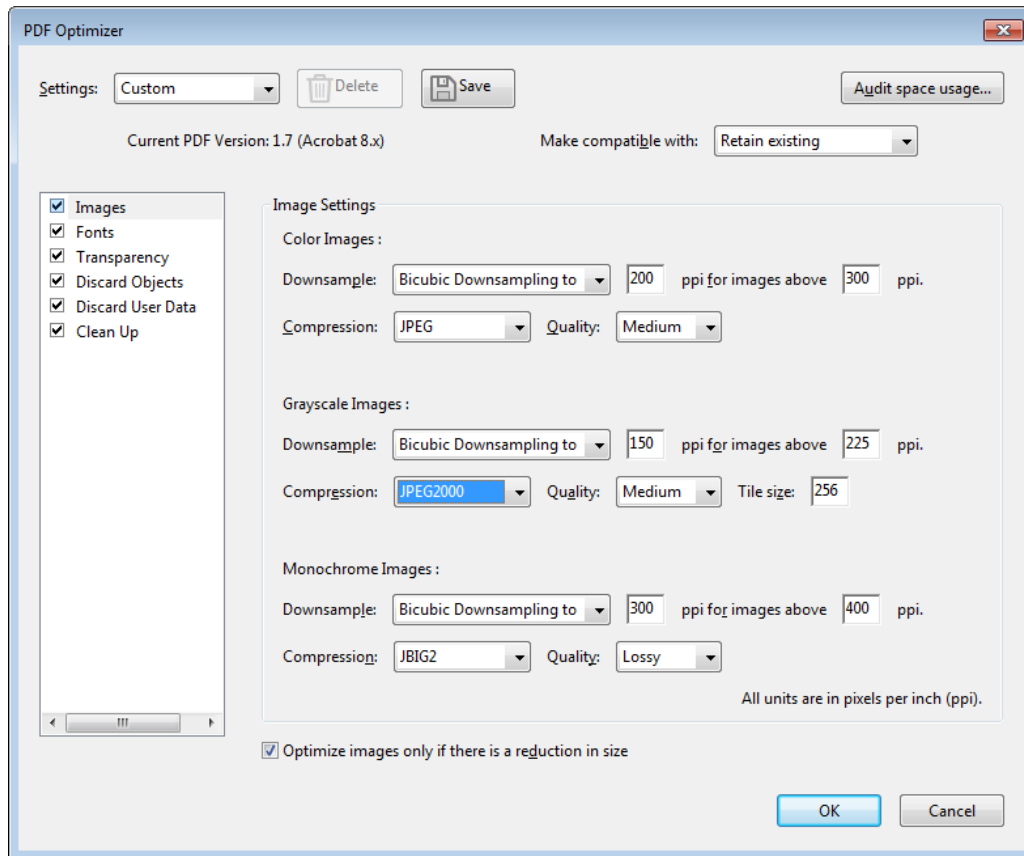 PDF Optimizer
Settings: Custom Delete Save Audit space usage...
Current PDF Version: 1.7 (Acrobat 8.x) Make compatible with: Retain existing
Images
Fonts
Transparency
Discard Objects
Discard User Data
Clean Up
Image Settings
Color Images :
Downsample: Bicubic Downsampling to 200 ppi for images above 300 ppi.
Compression: JPEG Quality: Medium
Grayscale Images :
Downsample: Bicubic Downsampling to 150 ppi for images above 225 ppi.
Compression: JPEG2000 Quality: Medium Tile size: 256
Monochrome Images :
Downsample: Bicubic Downsampling to 300 ppi for images above 400 ppi.
Compression: JBIG2 Quality: Lossy
All units are in pixels per inch (ppi).
Optimize images only if there is a reduction in size
OK Cancel